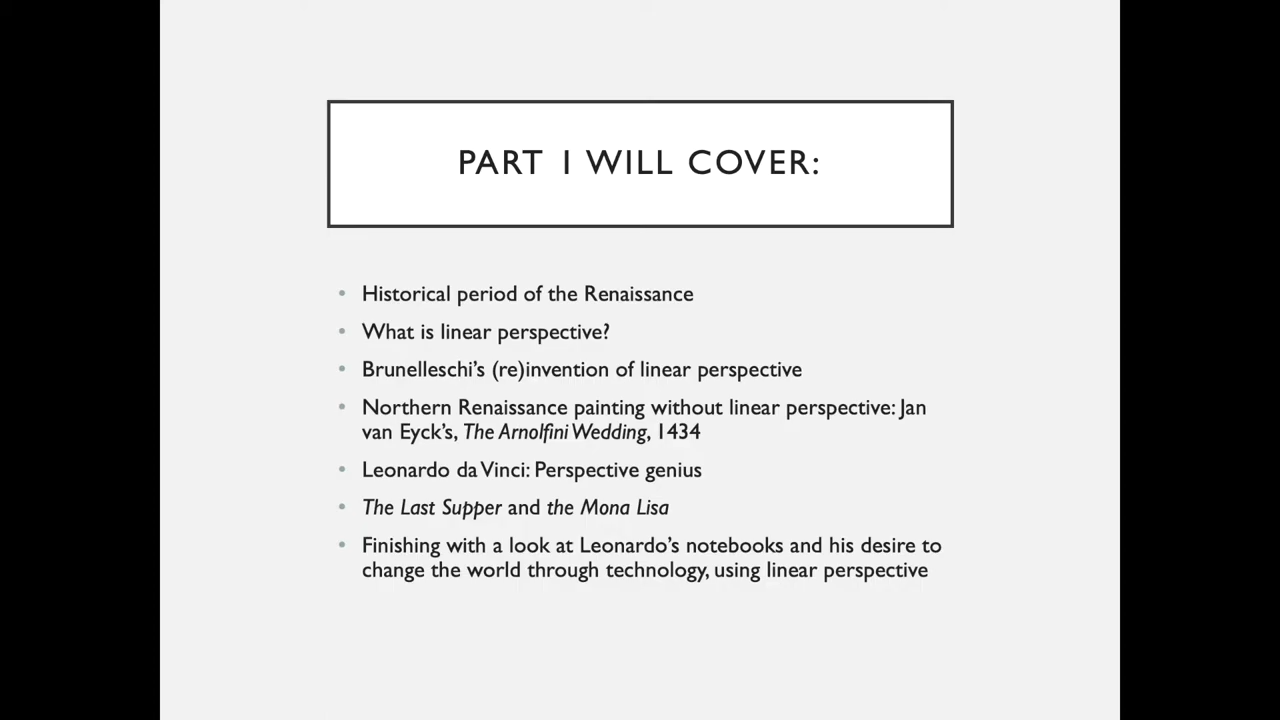 PART 1 WILL COVER:
• Historical period of the Renaissance
• What is linear perspective?
• Brunelleschi’s (re)invention of linear perspective
• Northern Renaissance painting without linear perspective: Jan
van Eyck’s, The Arnolfini Wedding, 1434
• Leonardo da Vinci: Perspective genius
• The Last Supper and the Mona Lisa
• Finishing with a look at Leonardo’s notebooks and his desire to
change the world through technology, using linear perspective